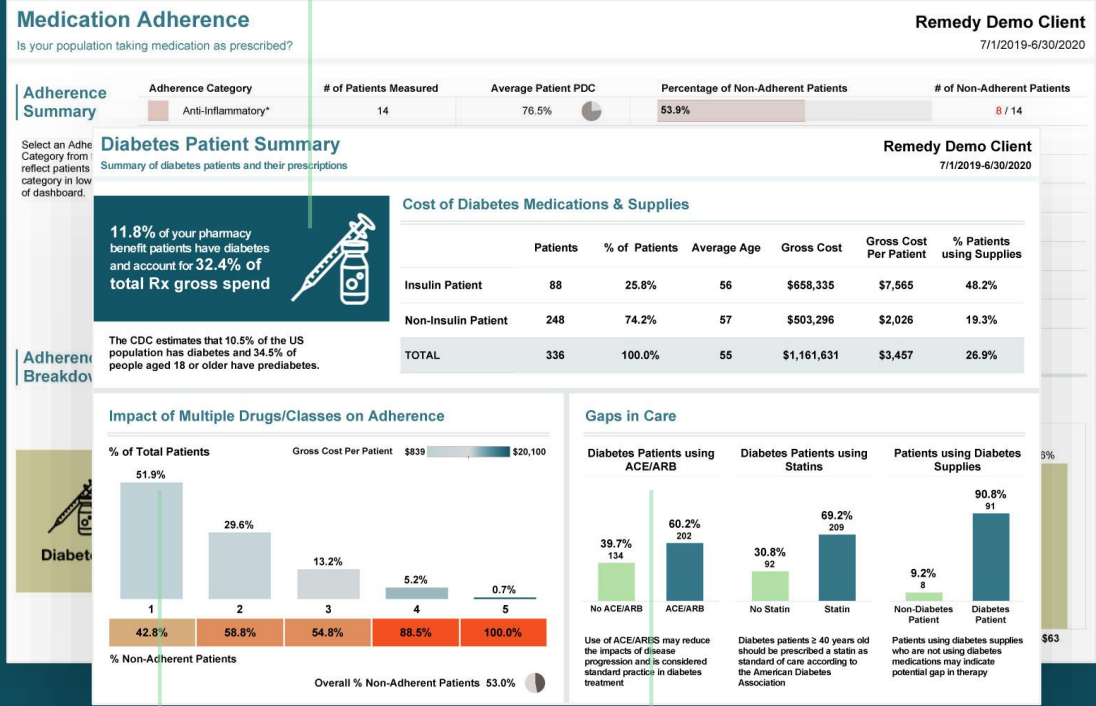 Medication Adherence
Remedy Demo Client
Is your population taking medication as prescribed?
7/1/2019-6/30/2020
Adherence
Summary
Adherence Category
# of Patients Measured
Average Patient PDC
Percentage of Non-Adherent Patients
# of Non-Adherent Patients
Anti-Inflammatory*
14
76.5%
53.9%
8 / 14
Select an Adhe
Category from
reflect patients
category in low
of dashboard.
Adheren
Breakdow
Diabet
$63
Diabetes Patient Summary
Remedy Demo Client
Summary of diabetes patients and their prescriptions
7/1/2019-6/30/2020
11.8% of your pharmacy
benefit patients have diabetes
and account for 32.4% of
total Rx gross spend
The CDC estimates that 10.5% of the US
population has diabetes and 34.5% of
people aged 18 or older have prediabetes.
Cost of Diabetes Medications & Supplies
Patients % of Patients Average Age Gross Cost Gross Cost Per Patient % Patients using Supplies
Insulin Patient 88 25.8% 56 $658,335 $7,565 48.2%
Non-Insulin Patient 248 74.2% 57 $503,296 $2,026 19.3%
TOTAL 336 100.0% 55 $1,161,631 $3,457 26.9%
Impact of Multiple Drugs/Classes on Adherence
% of Total Patients
Gross Cost Per Patient $839 $20,100
51.9%
29.6%
13.2%
5.2%
0.7%
1 2 3 4 5
42.8% 58.8% 54.8% 88.5% 100.0%
% Non-Adherent Patients
Overall % Non-Adherent Patients 53.0%
Gaps in Care
Diabetes Patients using
ACE/ARB
39.7%
134
60.2%
202
No ACE/ARB ACE/ARB
Use of ACE/ARBS may reduce
the impacts of disease
progression and is considered
standard practice in diabetes
treatment
Diabetes Patients using
Statins
30.8%
92
69.2%
209
No Statin Statin
Diabetes patients ≥ 40 years old
should be prescribed a statin as
standard of care according to
the American Diabetes
Association
Patients using Diabetes
Supplies
9.2%
8
90.8%
91
Non-Diabetes
Patient
Diabetes
Patient
Patients using diabetes supplies
who are not using diabetes
medications may indicate
potential gap in therapy